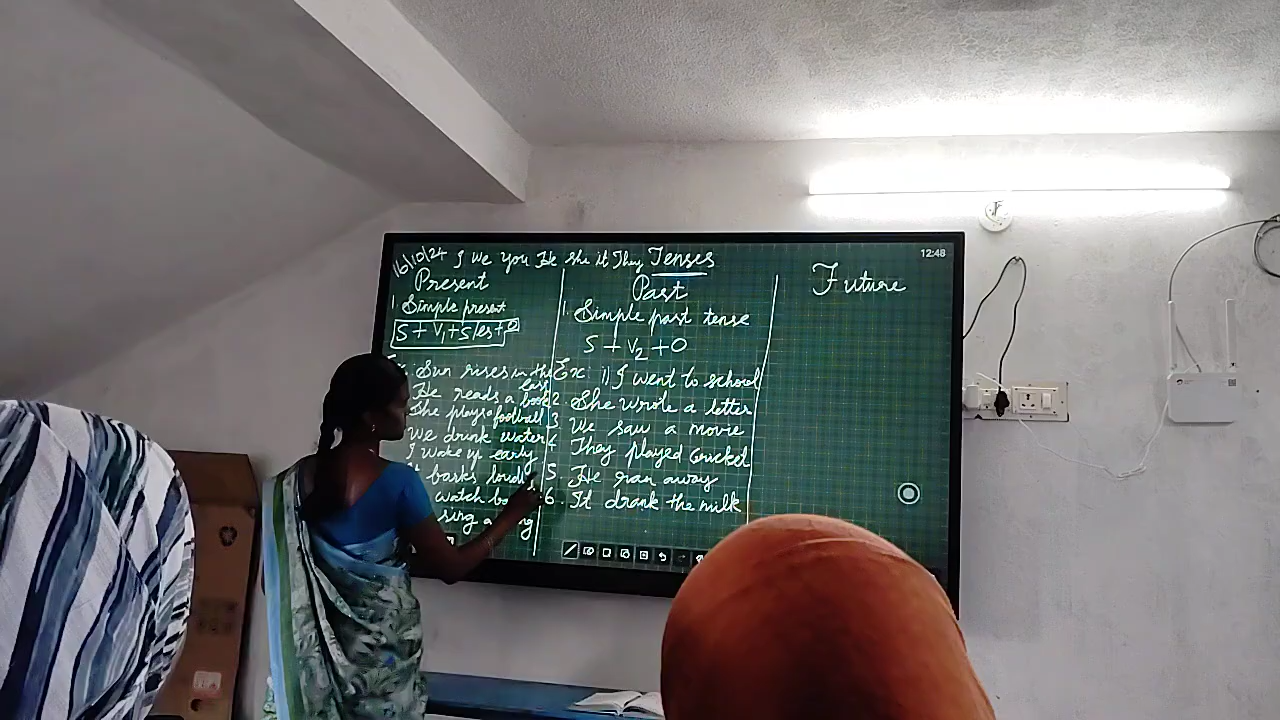 16/10/24 I We You He She it They Tenses
12:48
Present
1. Simple present
S + V1 + s/es + O
Sun rises in the east
He reads a book
She plays football
We drink water
I woke up early
barks loudly
watch
sing a
Past
1. Simple past tense
S + V2 + O
Ex: 1) I went to school
2 She wrote a letter
3 We saw a movie
4 They played cricket
5. He ran away
6. It drank the milk
Future